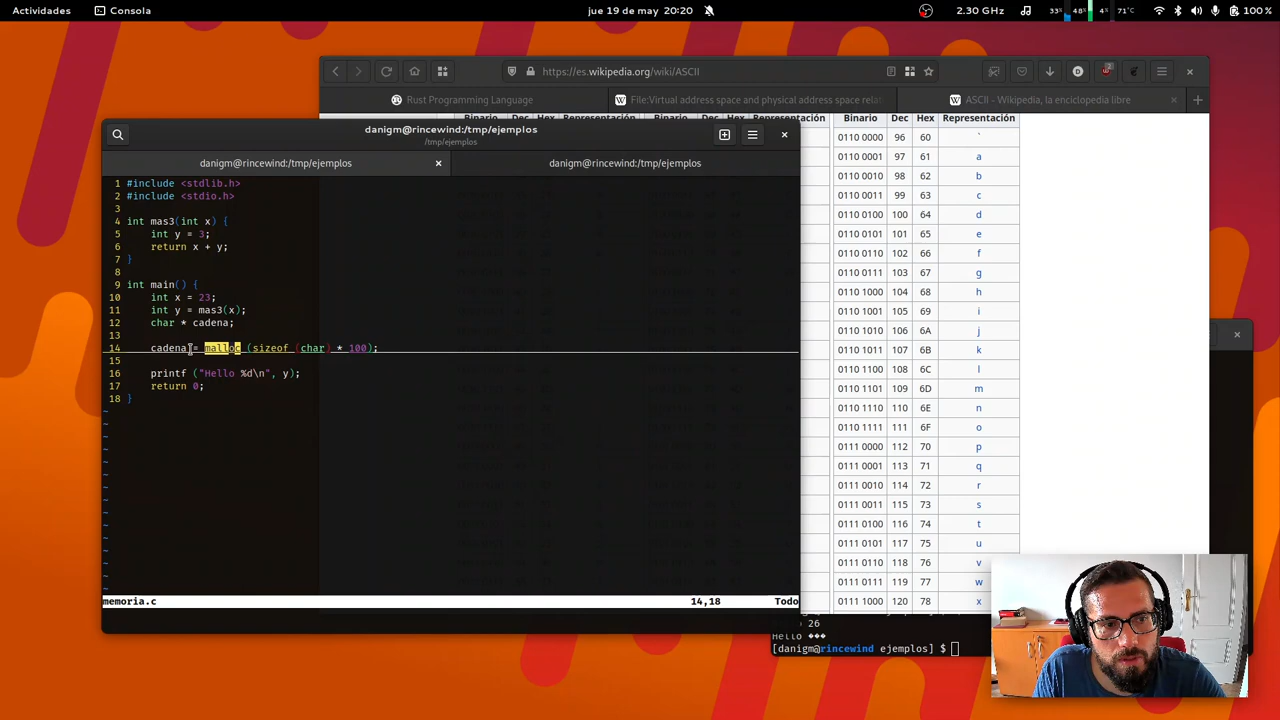 Actividades
Consola
jue 19 de may 20:20
2.30 GHz
33%
48%
4%
71°C
100 %
https://es.wikipedia.org/wiki/ASCII
Rust Programming Language
File:Virtual address space and physical address space relat
ASCII - Wikipedia, la enciclopedia libre
danigm@rincewind:/tmp/ejemplos
/tmp/ejemplos
danigm@rincewind:/tmp/ejemplos
danigm@rincewind:/tmp/ejemplos
1 #include <stdlib.h>
2 #include <stdio.h>
3
4 int mas3(int x) {
5 int y = 3;
6 return x + y;
7 }
8
9 int main() {
10 int x = 23;
11 int y = mas3(x);
12 char * cadena;
13
14 cadena = malloc (sizeof (char) * 100);
15
16 printf ("Hello %d\n", y);
17 return 0;
18 }
memoria.c 14,18 Todo
Binario Dec Hex Representación
0110 0000 96 60 `
0110 0001 97 61 a
0110 0010 98 62 b
0110 0011 99 63 c
0110 0100 100 64 d
0110 0101 101 65 e
0110 0110 102 66 f
0110 0111 103 67 g
0110 1000 104 68 h
0110 1001 105 69 i
0110 1010 106 6A j
0110 1011 107 6B k
0110 1100 108 6C l
0110 1101 109 6D m
0110 1110 110 6E n
0110 1111 111 6F o
0111 0000 112 70 p
0111 0001 113 71 q
0111 0010 114 72 r
0111 0011 115 73 s
0111 0100 116 74 t
0111 0101 117 75 u
0111 0110 118 76 v
0111 0111 119 77 w
0111 1000 120 78 x
26
Hello ���
[danigm@rincewind ejemplos] $